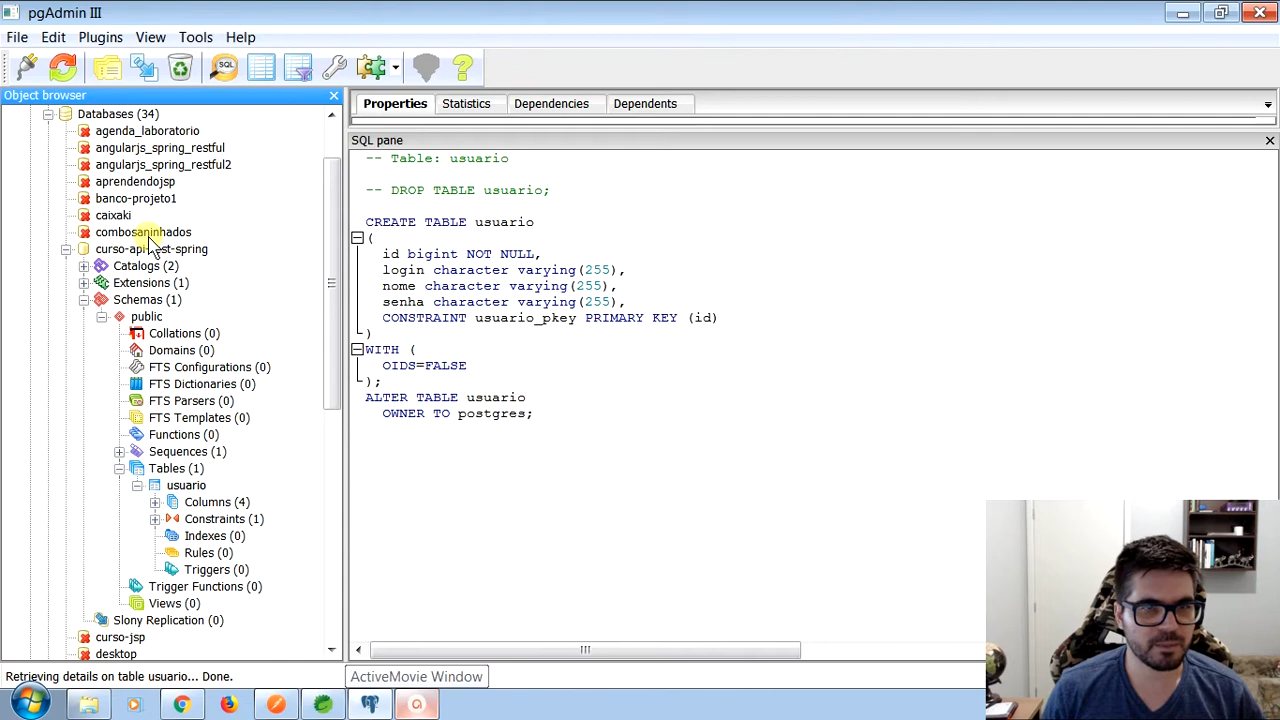 pgAdmin III
File Edit Plugins View Tools Help
SQL
Object browser
Databases (34)
agenda_laboratorio
angularjs_spring_restful
angularjs_spring_restful2
aprendendojsp
banco-projeto1
caixaki
combosaninhados
curso-api-rest-spring
Catalogs (2)
Extensions (1)
Schemas (1)
public
Collations (0)
Domains (0)
FTS Configurations (0)
FTS Dictionaries (0)
FTS Parsers (0)
FTS Templates (0)
Functions (0)
Sequences (1)
Tables (1)
usuario
Columns (4)
Constraints (1)
Indexes (0)
Rules (0)
Triggers (0)
Trigger Functions (0)
Views (0)
Slony Replication (0)
curso-jsp
desktop
Properties Statistics Dependencies Dependents
SQL pane
-- Table: usuario
-- DROP TABLE usuario;
CREATE TABLE usuario
(
id bigint NOT NULL,
login character varying(255),
nome character varying(255),
senha character varying(255),
CONSTRAINT usuario_pkey PRIMARY KEY (id)
)
WITH (
OIDS=FALSE
);
ALTER TABLE usuario
OWNER TO postgres;
Retrieving details on table usuario... Done.
ActiveMovie Window